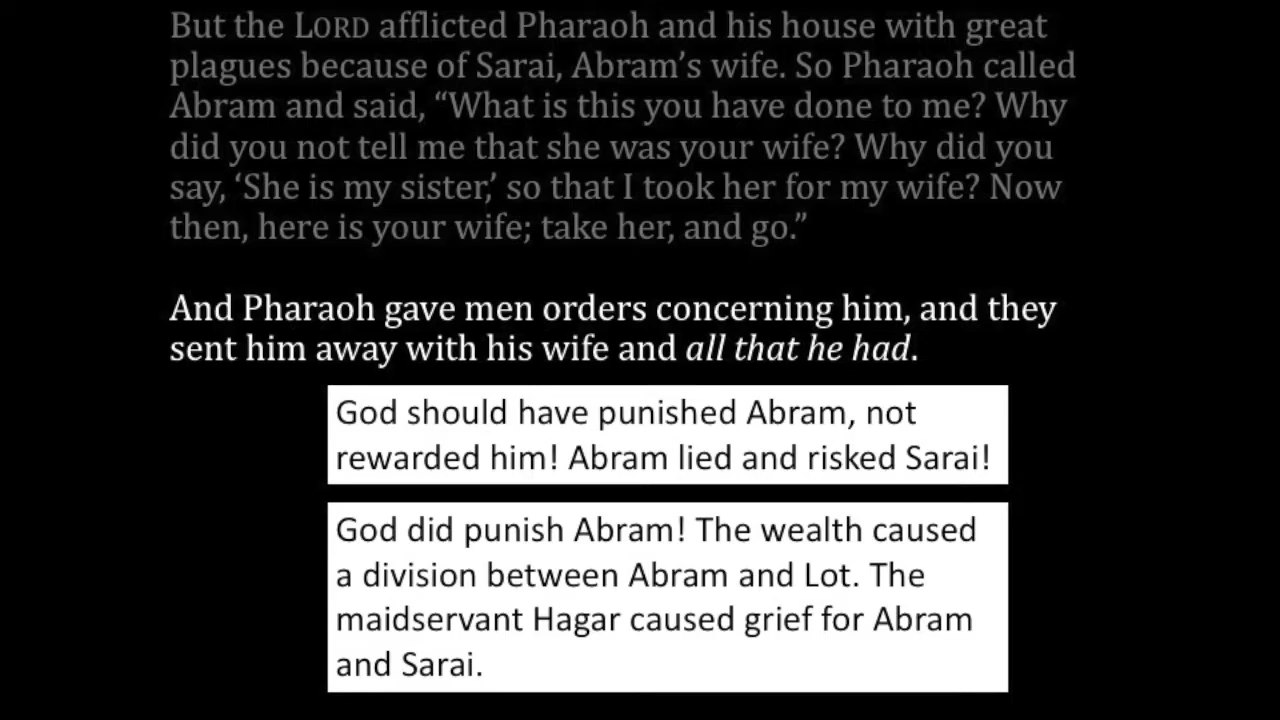 But the LORD afflicted Pharaoh and his house with great
plagues because of Sarai, Abram’s wife. So Pharaoh called
Abram and said, “What is this you have done to me? Why
did you not tell me that she was your wife? Why did you
say, ‘She is my sister,’ so that I took her for my wife? Now
then, here is your wife; take her, and go.”
And Pharaoh gave men orders concerning him, and they
sent him away with his wife and all that he had.
God should have punished Abram, not
rewarded him! Abram lied and risked Sarai!
God did punish Abram! The wealth caused
a division between Abram and Lot. The
maidservant Hagar caused grief for Abram
and Sarai.